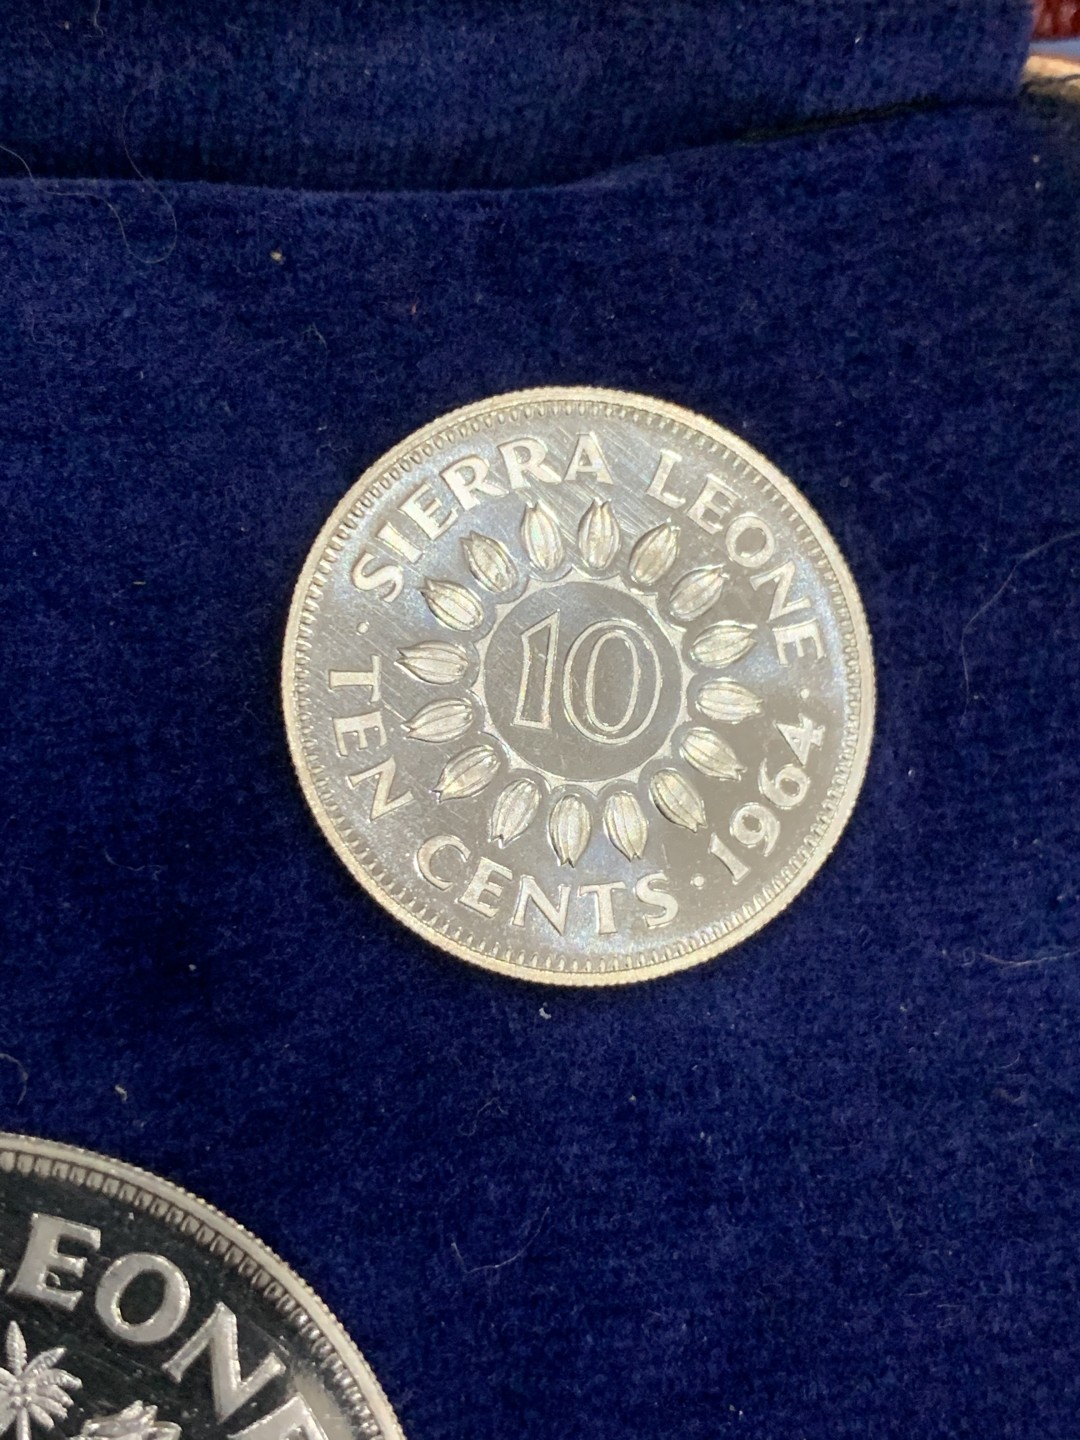 SIERRA LEONE
· 1964 ·
TEN CENTS
10
LEONE